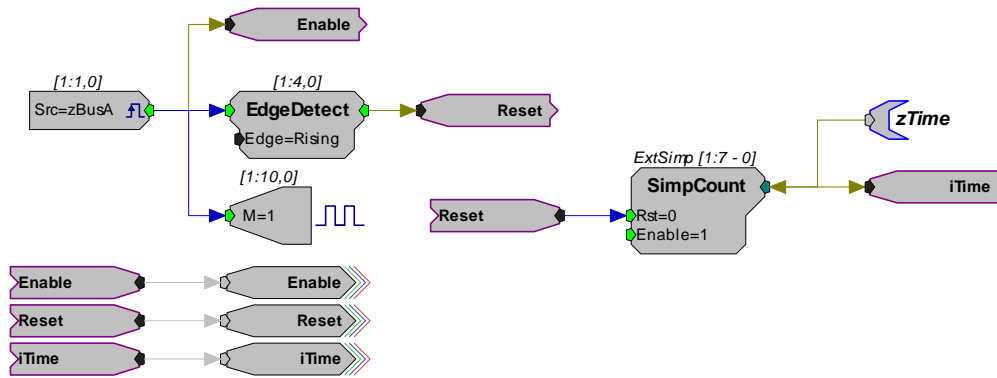 Enable
[1:1,0]
Src=zBusA
[1:4,0]
EdgeDetect
Edge=Rising
Reset
[1:10,0]
M=1
zTime
ExtSimp [1:7 - 0]
SimpCount
Rst=0
Enable=1
Reset
iTime
Enable
Enable
Reset
Reset
iTime
iTime